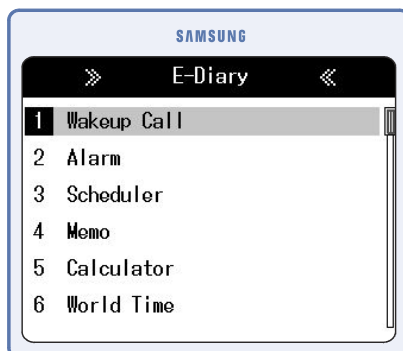 SAMSUNG
» E-Diary «
1 Wakeup Call
2 Alarm
3 Scheduler
4 Memo
5 Calculator
6 World Time